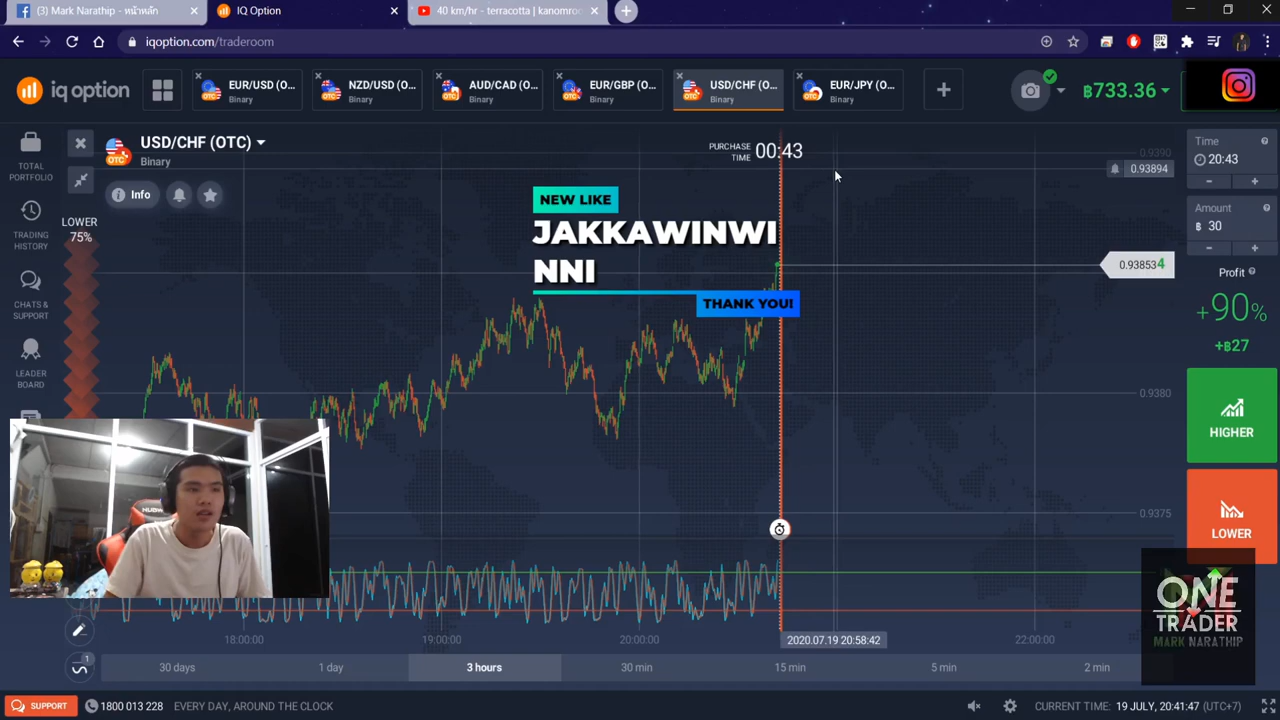 (3) Mark Narathip - หน้าหลัก
IQ Option
40 km/hr - terracotta | kanomroo
iqoption.com/traderoom
iq option
EUR/USD (O...
Binary
NZD/USD (O...
Binary
AUD/CAD (O...
Binary
EUR/GBP (O...
Binary
USD/CHF (O...
Binary
EUR/JPY (O...
Binary
฿733.36
TOTAL
PORTFOLIO
TRADING
HISTORY
CHATS &
SUPPORT
LEADER
BOARD
USD/CHF (OTC)
Binary
Info
LOWER
75%
PURCHASE
TIME
00:43
NEW LIKE
JAKKAWINWI
NNI
THANK YOU!
0.9390
0.93894
0.938534
0.9380
0.9375
Time
20:43
Amount
฿ 30
Profit
+90%
+฿27
HIGHER
LOWER
ONE
TRADER
MARK NARATHIP
18:00:00
19:00:00
20:00:00
2020.07.19 20:58:42
22:00:00
1
30 days
1 day
3 hours
30 min
15 min
5 min
2 min
SUPPORT
1800 013 228
EVERY DAY, AROUND THE CLOCK
CURRENT TIME: 19 JULY, 20:41:47 (UTC+7)